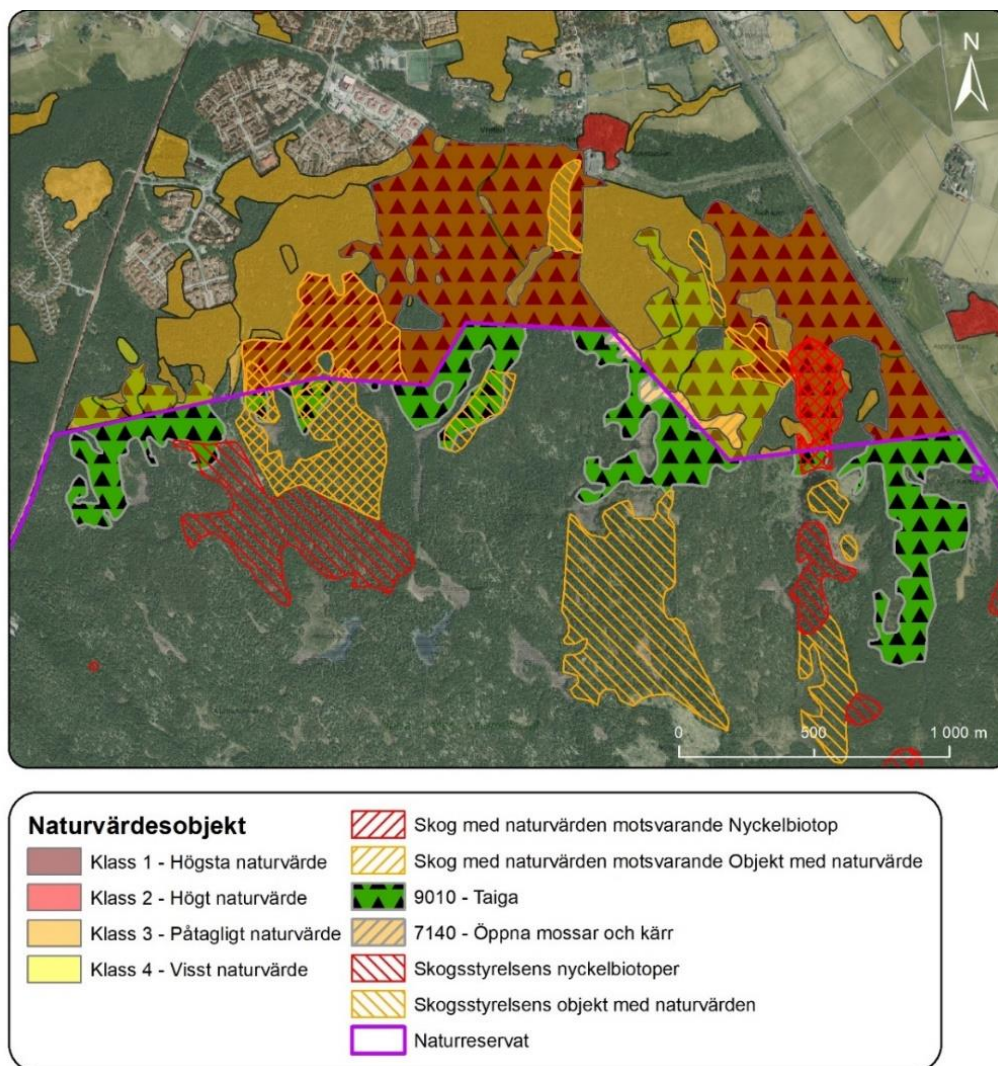 N
0 500 1 000 m
Naturvärdesobjekt
Klass 1 - Högsta naturvärde
Klass 2 - Högt naturvärde
Klass 3 - Påtagligt naturvärde
Klass 4 - Visst naturvärde
Skog med naturvärden motsvarande Nyckelbiotop
Skog med naturvärden motsvarande Objekt med naturvärde
9010 - Taiga
7140 - Öppna mossar och kärr
Skogsstyrelsens nyckelbiotoper
Skogsstyrelsens objekt med naturvärden
Naturreservat